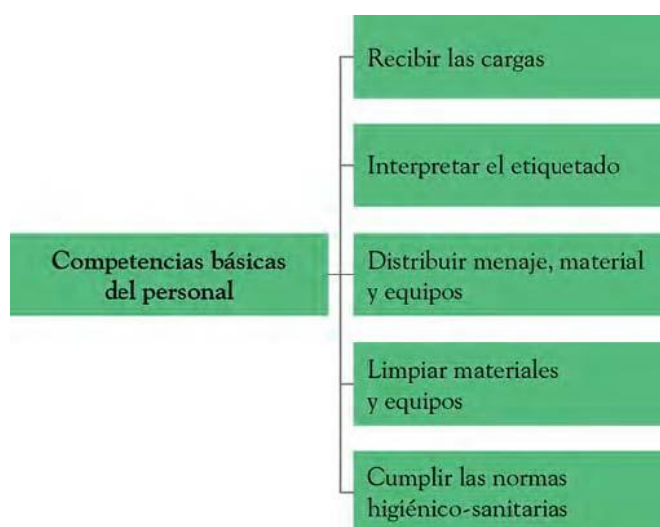 Recibir las cargas
Interpretar el etiquetado
Competencias básicas
del personal
Distribuir menaje, material
y equipos
Limpiar materiales
y equipos
Cumplir las normas
higiénico-sanitarias